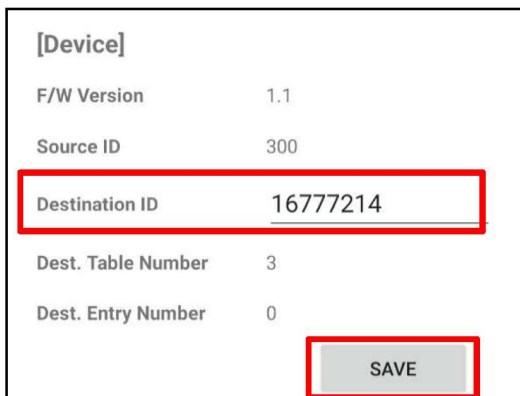 [Device]
F/W Version 1.1
Source ID 300
Destination ID 16777214
Dest. Table Number 3
Dest. Entry Number 0
SAVE